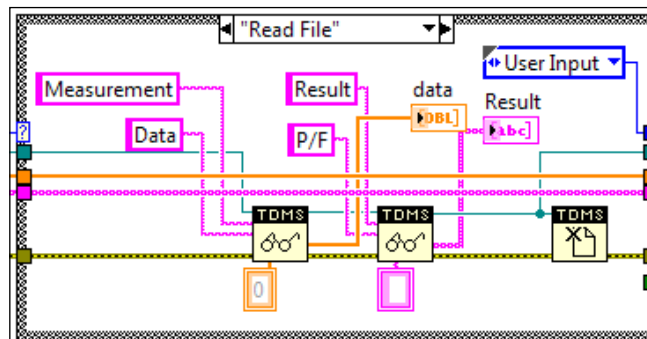 "Read File"
User Input
Measurement
Result
data
DBL
Result
abc
Data
P/F
?
TDMS
TDMS
TDMS
0